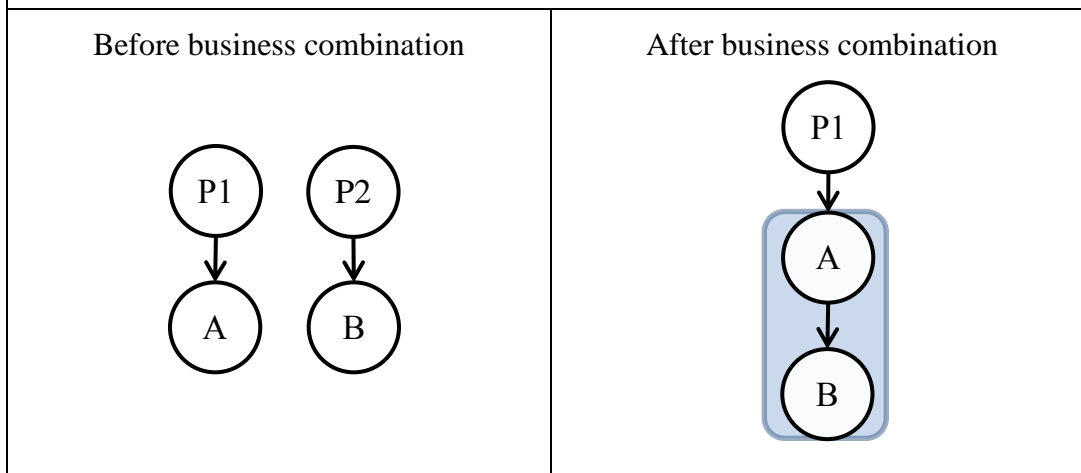 Before business combination
P1
P2
A
B
After business combination
P1
A
B